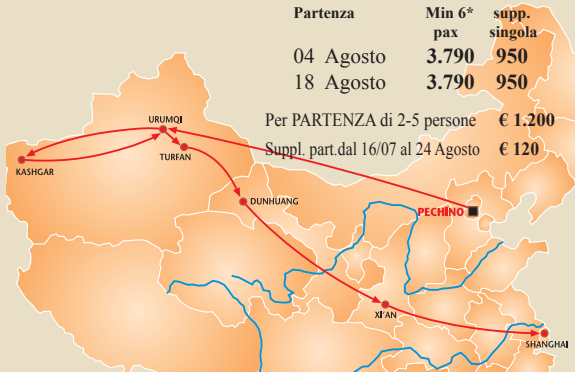 Partenza Min 6* supp.
pax singola
04 Agosto 3.790 950
18 Agosto 3.790 950
Per PARTENZA di 2-5 persone € 1.200
Suppl. part.dal 16/07 al 24 Agosto € 120
URUMQI
TURFAN
KASHGAR
DUNHUANG
PECHINO
XI'AN
SHANGHAI